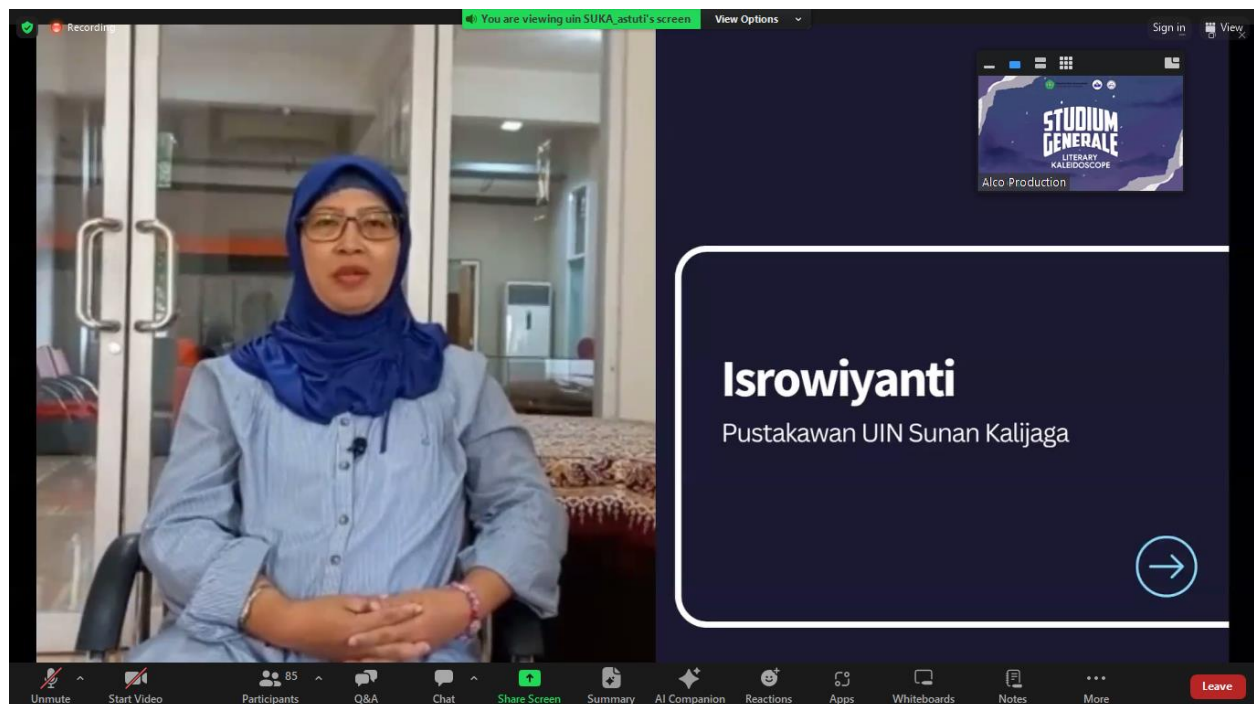 Recording
You are viewing uin SUKA_astuti's screen
View Options
Sign in
View
STUDIUM
GENERALE
LITERARY
KALEIDOSCOPE
Alco Production
Isrowiyanti
Pustakawan UIN Sunan Kalijaga
Unmute
Start Video
85
Participants
Q&A
Chat
Share Screen
Summary
AI Companion
Reactions
Apps
Whiteboards
Notes
More
Leave